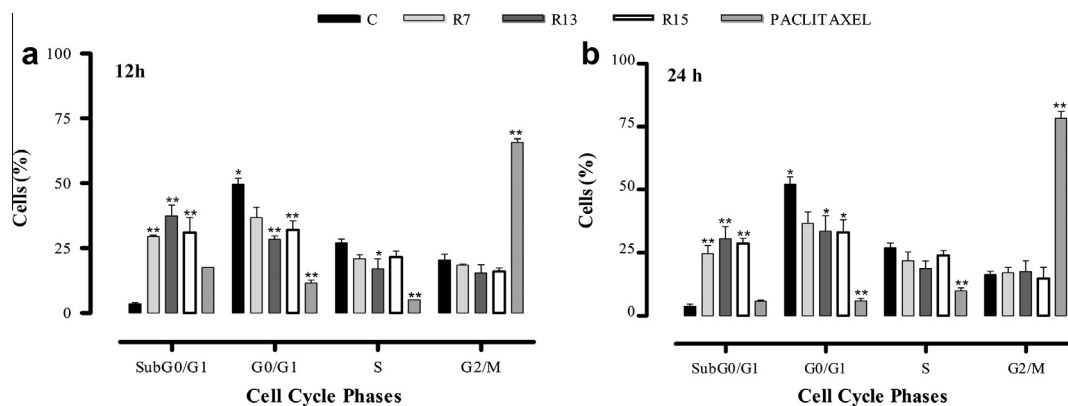 C R7 R13 R15 PACLITAXEL
a
12h
100
75
50
25
0
Cells (%)
** ** **
* ** ** **
* **
**
SubG0/G1 G0/G1 S G2/M
Cell Cycle Phases
b
24 h
100
75
50
25
0
Cells (%)
** ** **
* * * **
**
**
SubG0/G1 G0/G1 S G2/M
Cell Cycle Phases